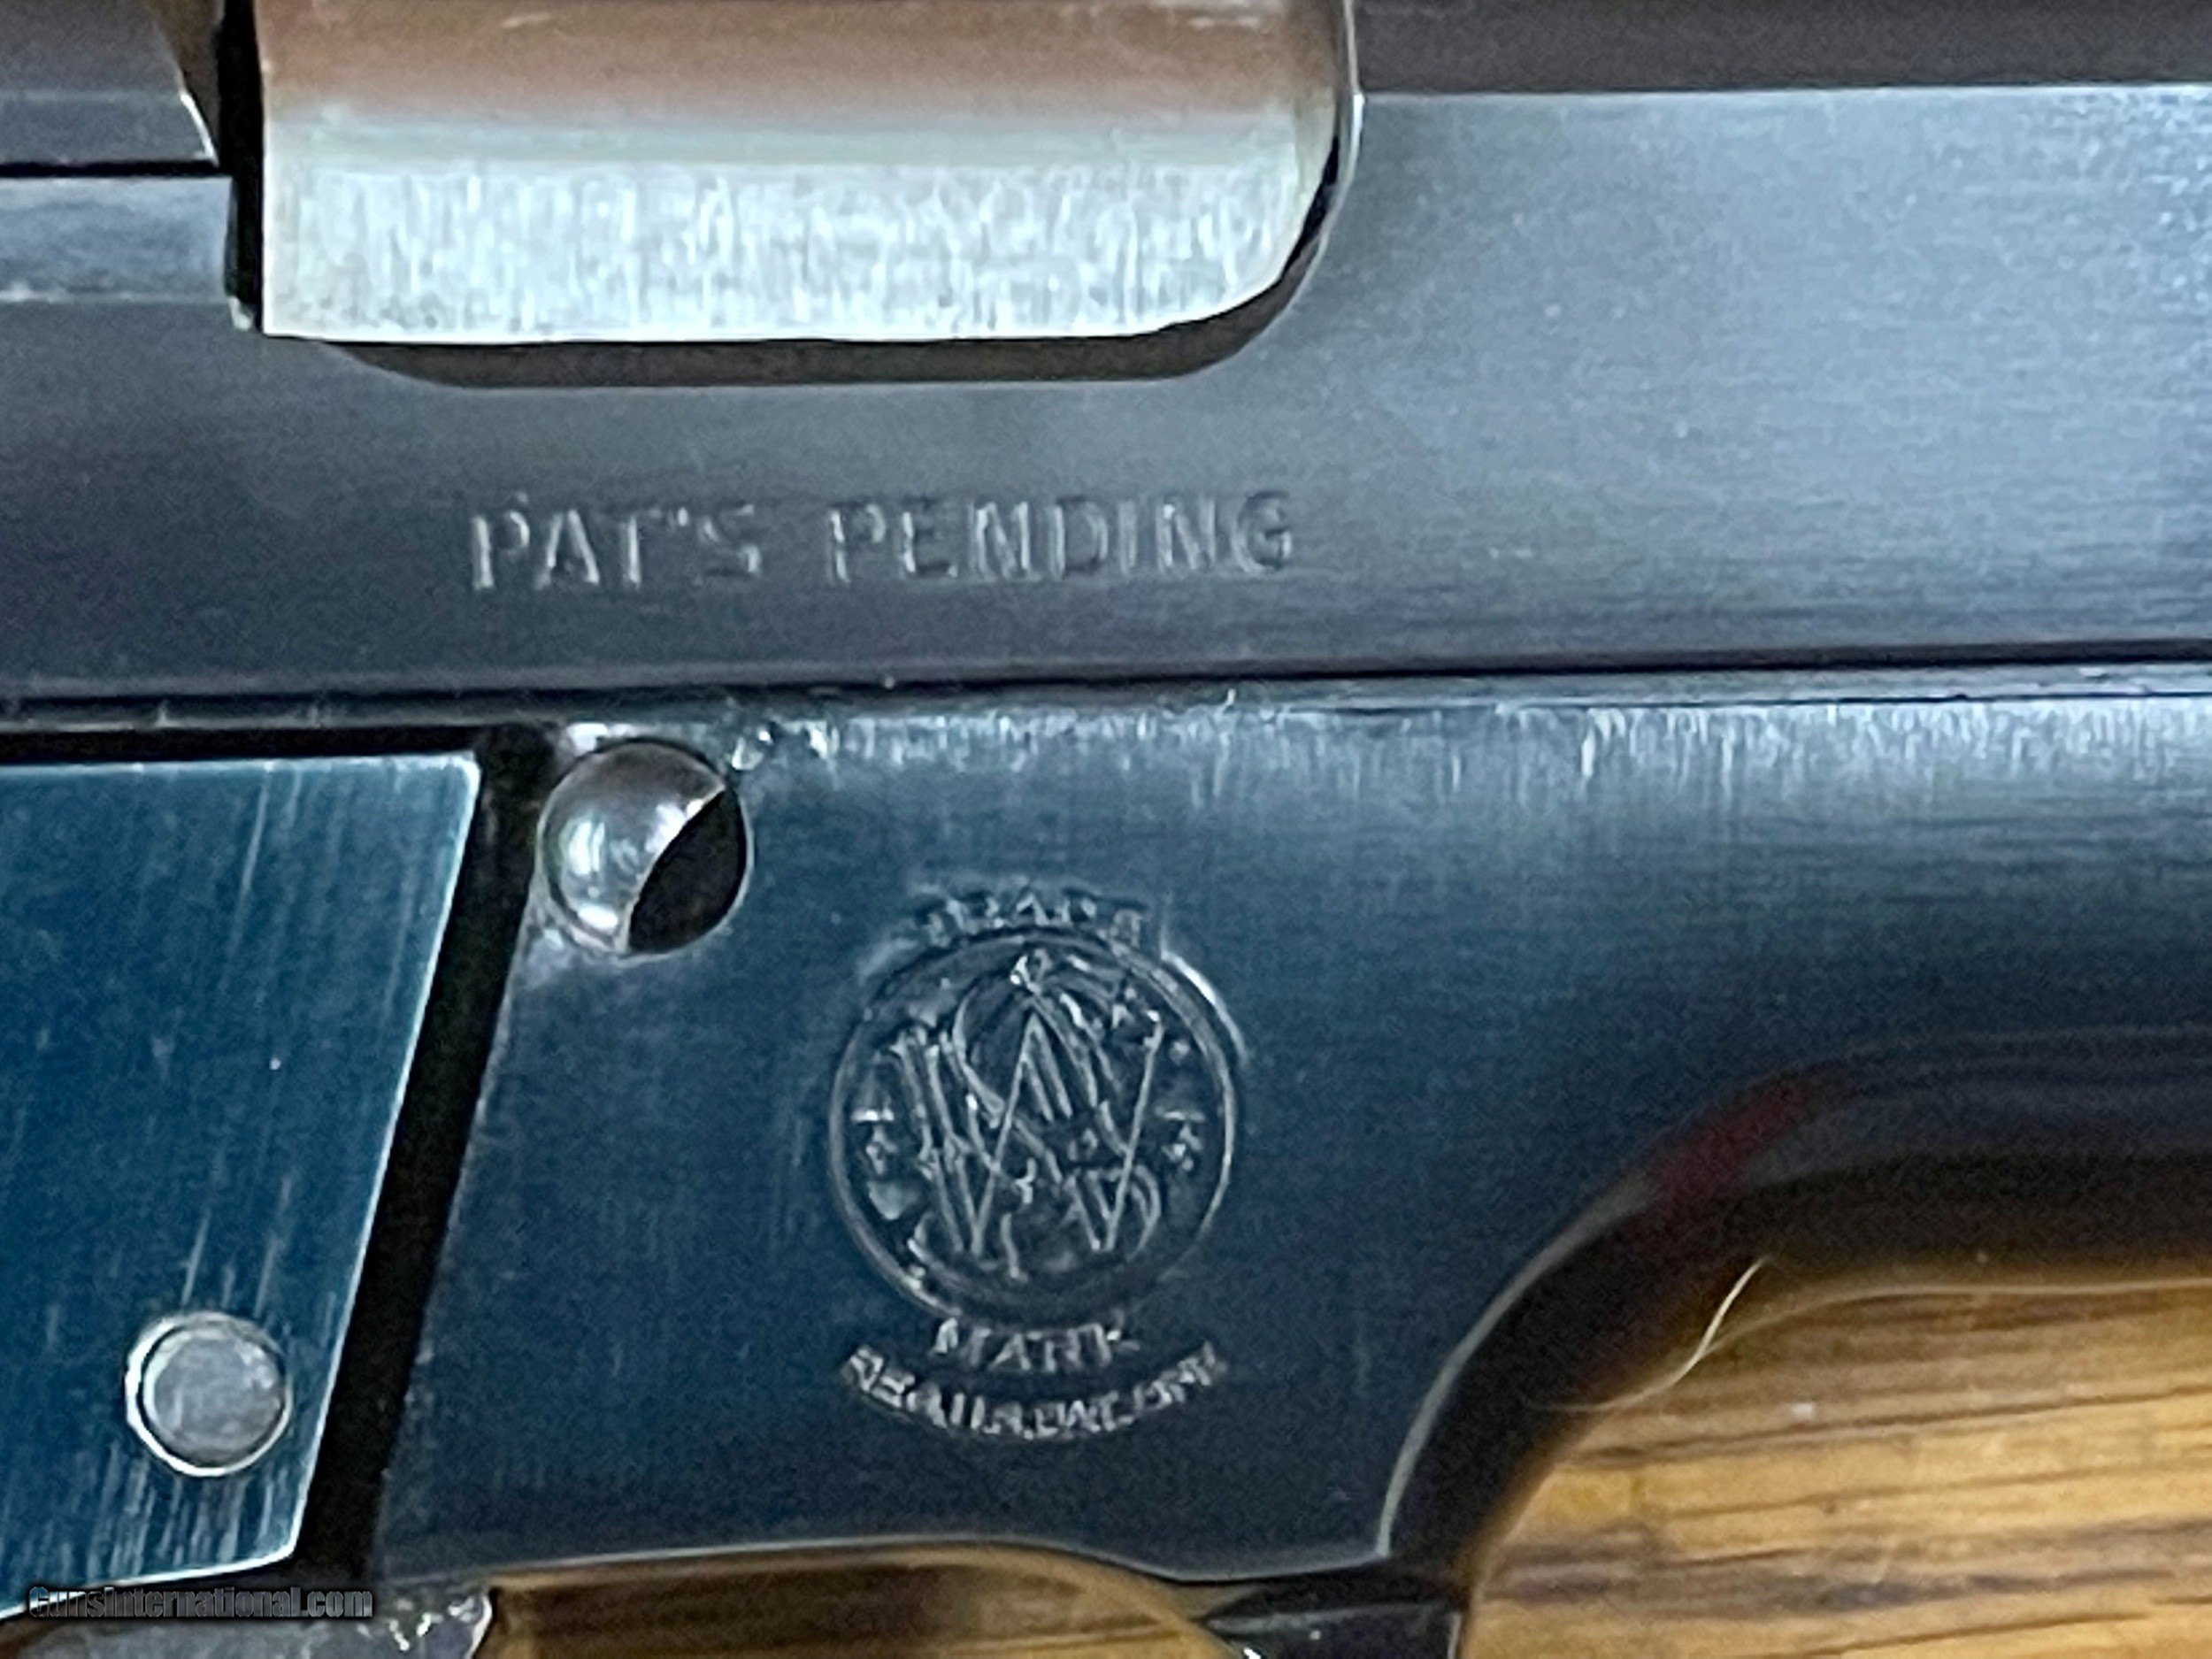 PAT'S PENDING
TRADE
S&W
MARK
GunsInternational.com